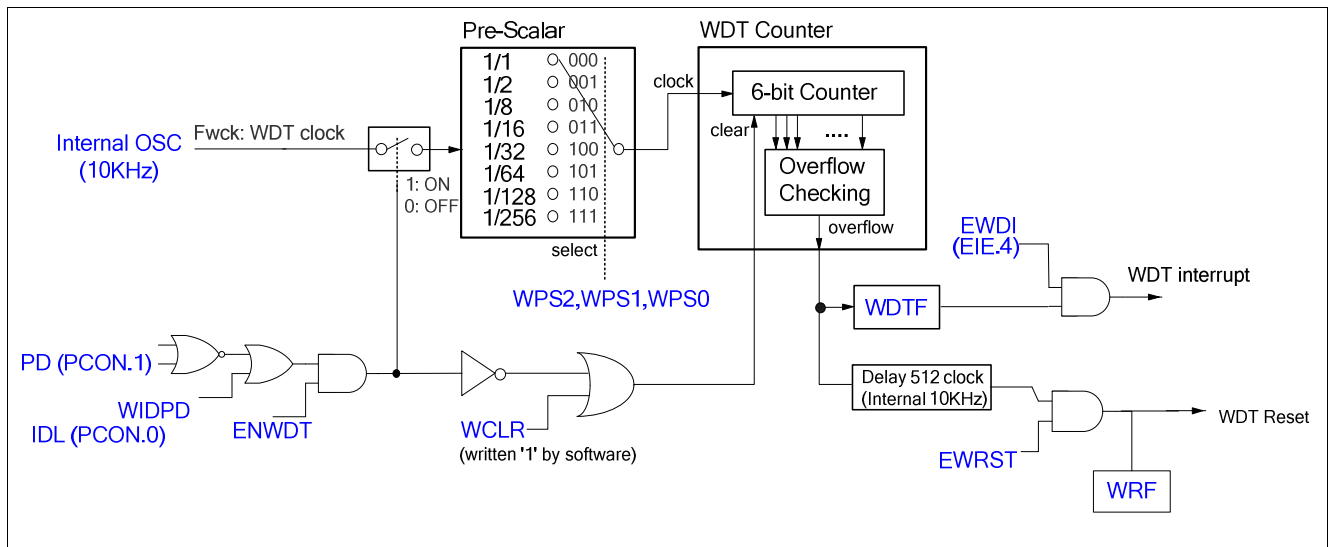 Pre-Scalar
WDT Counter
1/1 000
1/2 001
1/8 010
1/16 011
1/32 100
1/64 101
1/128 110
1/256 111
select
WPS2,WPS1,WPS0
Internal OSC
(10KHz)
Fwck: WDT clock
1: ON
0: OFF
clock
6-bit Counter
clear
....
Overflow
Checking
overflow
EWDI
(EIE.4)
WDT interrupt
WDTF
PD (PCON.1)
WIDPD
IDL (PCON.0)
ENWDT
WCLR
(written '1' by software)
Delay 512 clock
(Internal 10KHz)
EWRST
WDT Reset
WRF